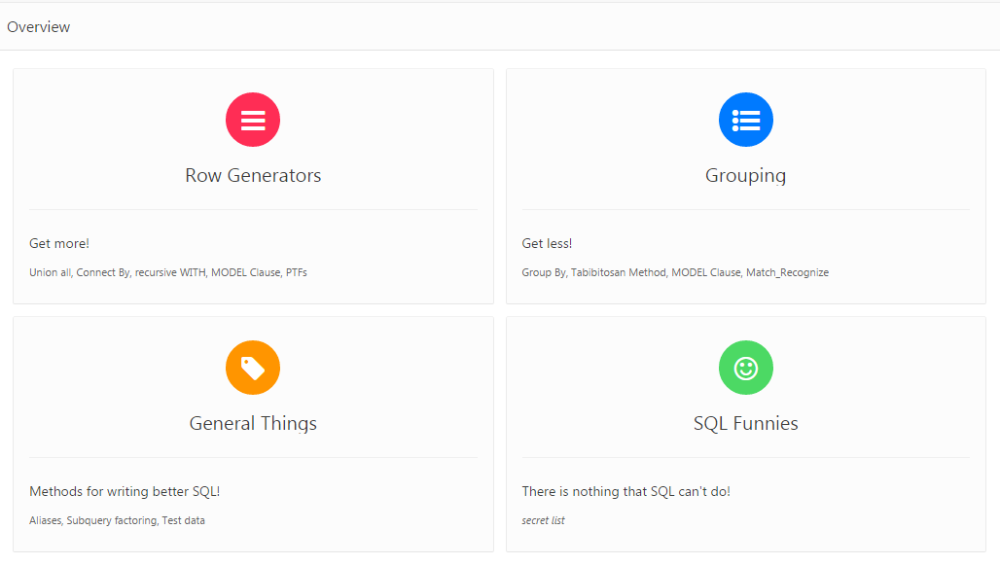 Overview
Row Generators
Get more!
Union all, Connect By, recursive WITH, MODEL Clause, PTFs
Grouping
Get less!
Group By, Tabibitosan Method, MODEL Clause, Match_Recognize
General Things
Methods for writing better SQL!
Aliases, Subquery factoring, Test data
SQL Funnies
There is nothing that SQL can't do!
secret list